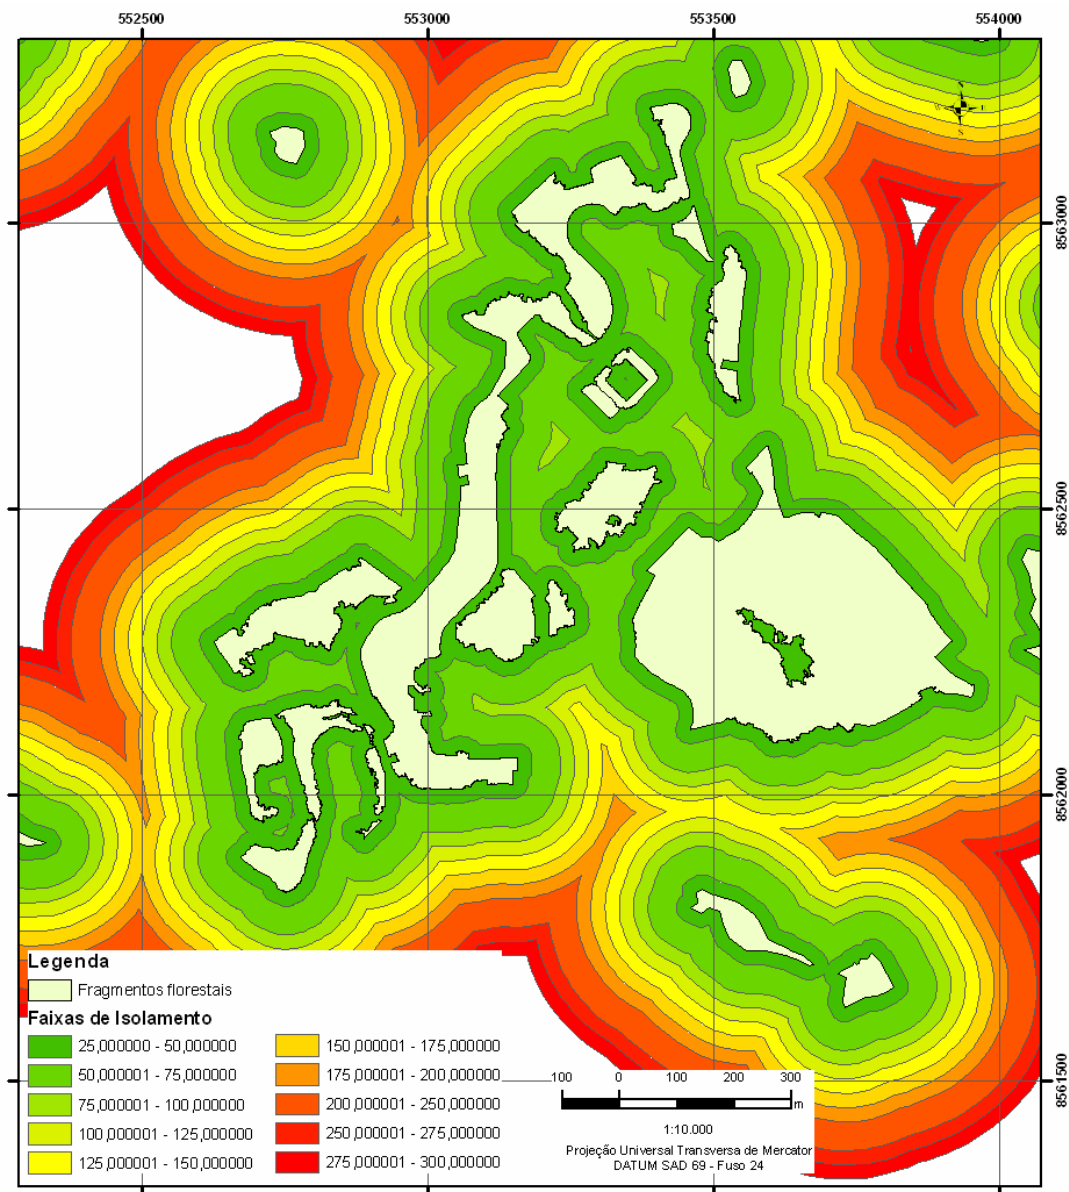 552500 553000 553500 554000
N
S
8563000
8562500
8562000
8561500
Legenda
Fragmentos florestais
Faixas de Isolamento
25,000000 - 50,000000
50,000001 - 75,000000
75,000001 - 100,000000
100,000001 - 125,000000
125,000001 - 150,000000
150,000001 - 175,000000
175,000001 - 200,000000
200,000001 - 250,000000
250,000001 - 275,000000
275,000001 - 300,000000
100 0 100 200 300
m
1:10.000
Projeção Universal Transversa de Mercator
DATUM SAD 69 - Fuso 24